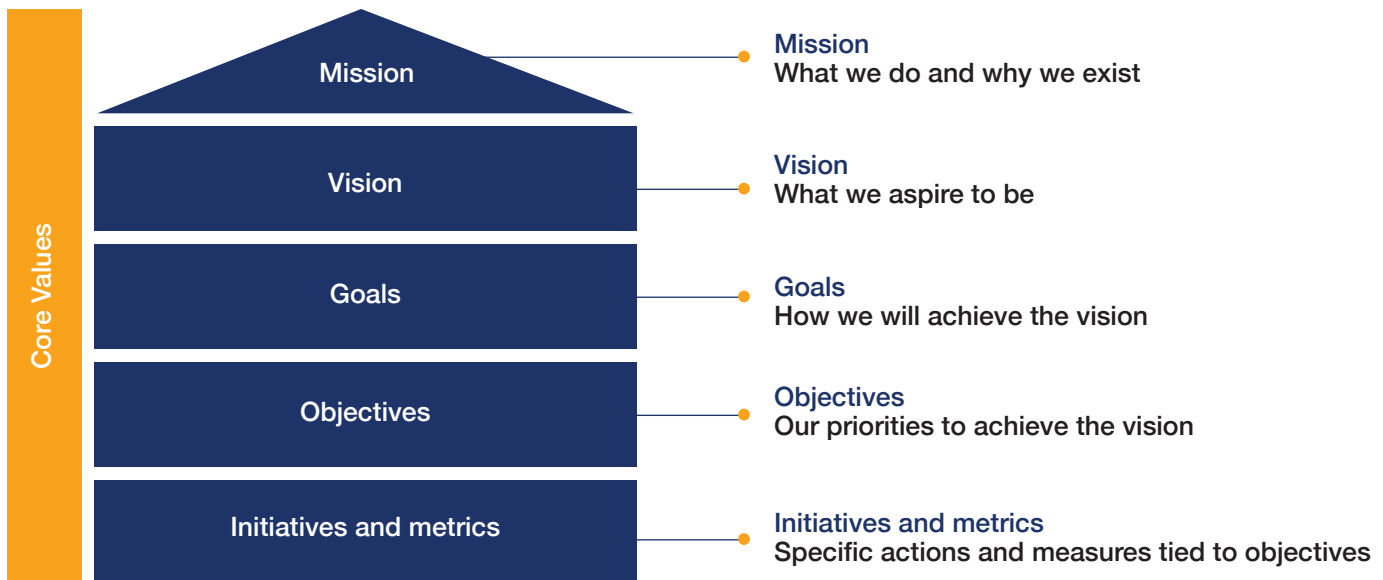 Core Values
Mission
Vision
Goals
Objectives
Initiatives and metrics
Mission
What we do and why we exist
Vision
What we aspire to be
Goals
How we will achieve the vision
Objectives
Our priorities to achieve the vision
Initiatives and metrics
Specific actions and measures tied to objectives